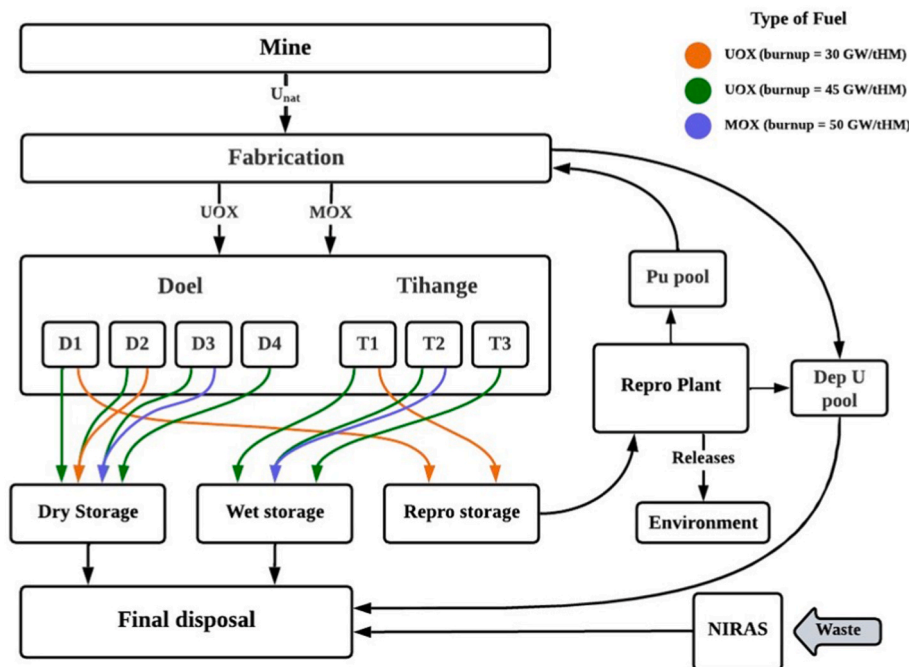 Type of Fuel
UOX (burnup = 30 GW/tHM)
UOX (burnup = 45 GW/tHM)
MOX (burnup = 50 GW/tHM)
Mine
Unat
Fabrication
UOX
MOX
Doel
Tihange
D1
D2
D3
D4
T1
T2
T3
Pu pool
Repro Plant
Dep U
pool
Releases
Environment
Dry Storage
Wet storage
Repro storage
Final disposal
NIRAS
Waste